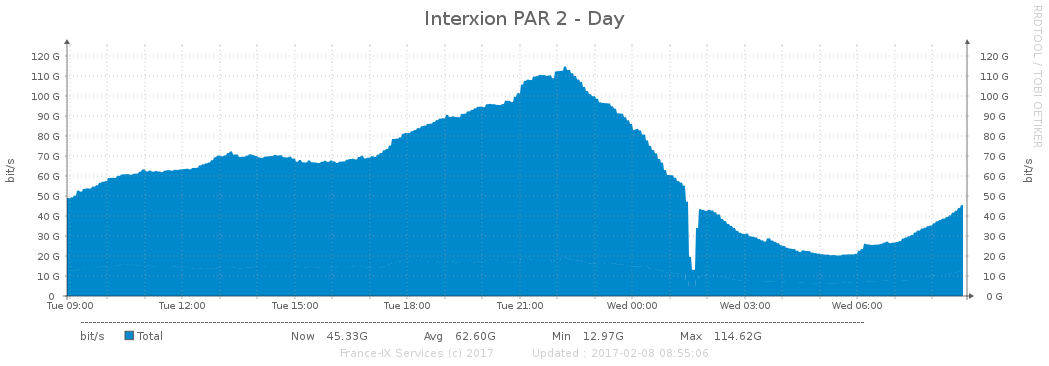 Interxion PAR 2 - Day
RRDTOOL / TOBI OETIKER
bit/s
120 G 120 G
110 G 110 G
100 G 100 G
90 G 90 G
80 G 80 G
70 G 70 G
60 G 60 G
50 G 50 G
40 G 40 G
30 G 30 G
20 G 20 G
10 G 10 G
0 0 G
bit/s
Tue 09:00 Tue 12:00 Tue 15:00 Tue 18:00 Tue 21:00 Wed 00:00 Wed 03:00 Wed 06:00
bit/s Total Now 45.33G Avg 62.60G Min 12.97G Max 114.62G
France-IX Services (c) 2017 Updated : 2017-02-08 08:55:06